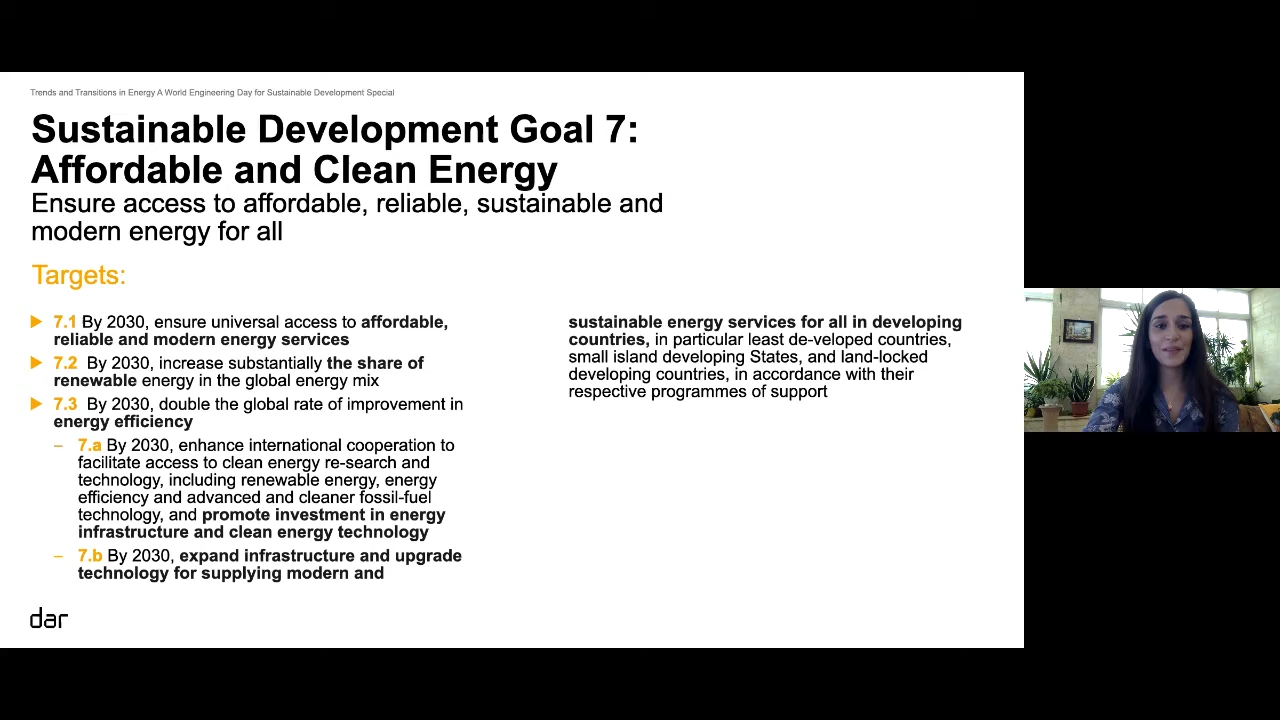 Trends and Transitions in Energy A World Engineering Day for Sustainable Development Special
Sustainable Development Goal 7:
Affordable and Clean Energy
Ensure access to affordable, reliable, sustainable and
modern energy for all
Targets:
7.1 By 2030, ensure universal access to affordable,
reliable and modern energy services
7.2 By 2030, increase substantially the share of
renewable energy in the global energy mix
7.3 By 2030, double the global rate of improvement in
energy efficiency
– 7.a By 2030, enhance international cooperation to
facilitate access to clean energy re-search and
technology, including renewable energy, energy
efficiency and advanced and cleaner fossil-fuel
technology, and promote investment in energy
infrastructure and clean energy technology
– 7.b By 2030, expand infrastructure and upgrade
technology for supplying modern and
sustainable energy services for all in developing
countries, in particular least de-veloped countries,
small island developing States, and land-locked
developing countries, in accordance with their
respective programmes of support
dar